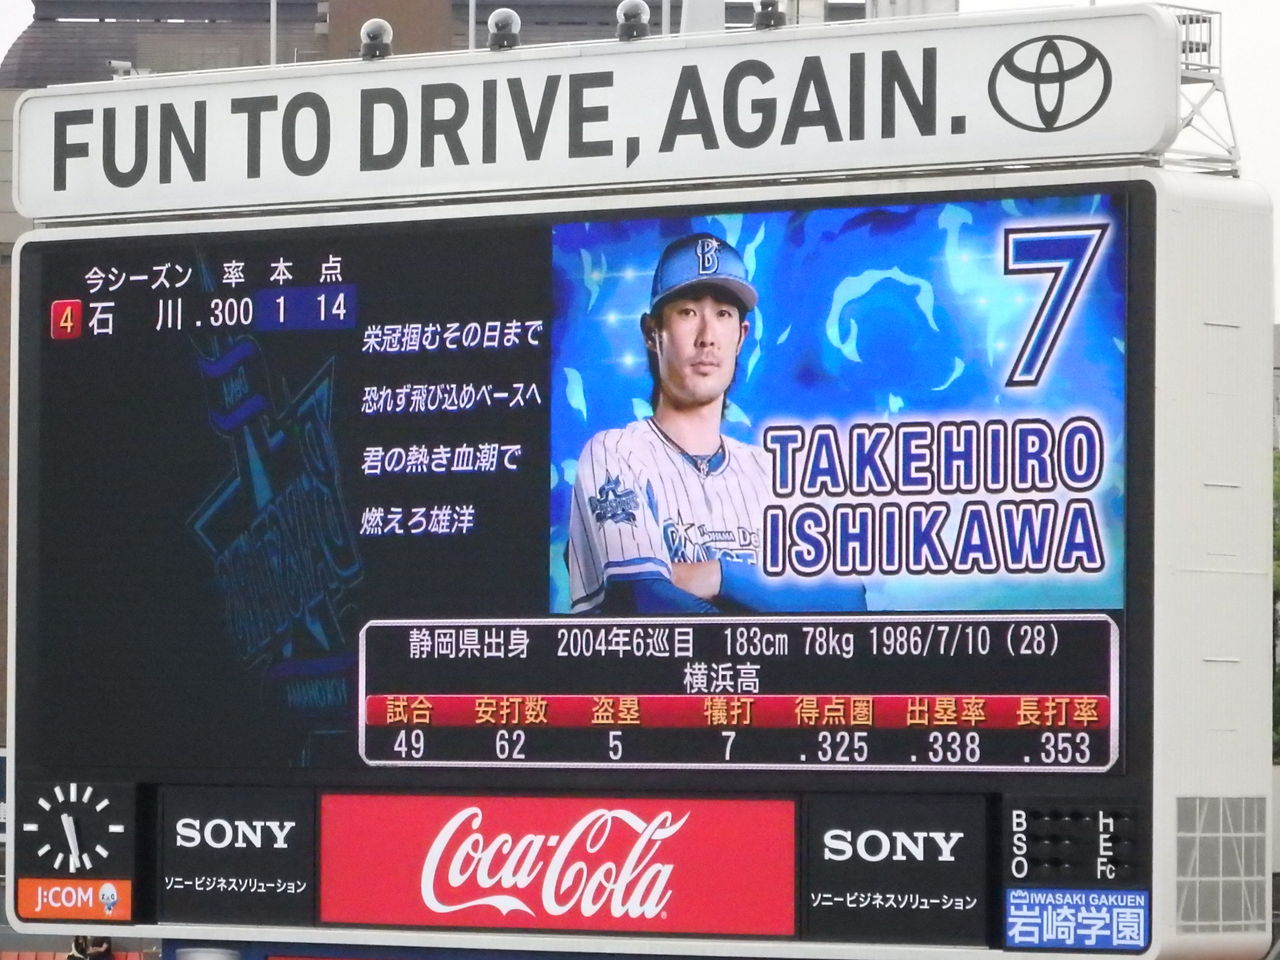 FUN TO DRIVE, AGAIN.
今シーズン 率 本 点
4 石 川 .300 1 14
栄冠掴むその日まで
恐れず飛び込めベースへ
君の熱き血潮で
燃えろ雄洋
7
TAKEHIRO
ISHIKAWA
静岡県出身 2004年6巡目 183cm 78kg 1986/7/10 (28)
横浜高
試合 安打数 盗塁 犠打 得点圏 出塁率 長打率
49 62 5 7 .325 .338 .353
J:COM
SONY
ソニービジネスソリューション
Coca-Cola
SONY
ソニービジネスソリューション
B H
S E
O Fc
IWASAKI GAKUEN
岩崎学園